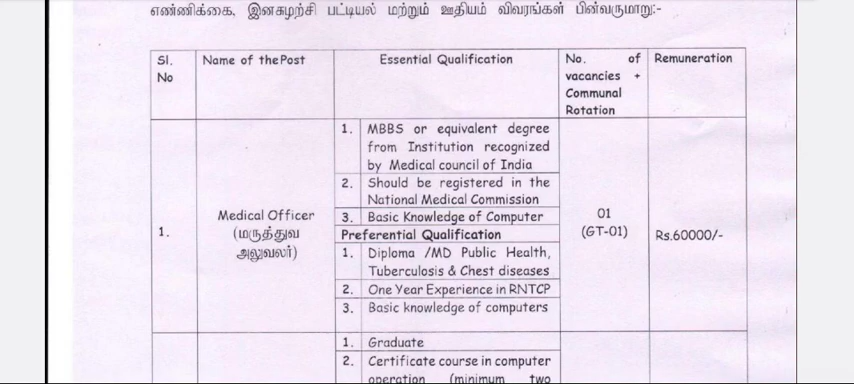 எண்ணிக்கை, இனசுழற்சி பட்டியல் மற்றும் ஊதியம் விவரங்கள் பின்வருமாறு:-
Sl. No
Name of the Post
Essential Qualification
No. of vacancies + Communal Rotation
Remuneration
1.
Medical Officer
(மருத்துவ
அலுவலர்)
1. MBBS or equivalent degree
from Institution recognized
by Medical council of India
2. Should be registered in the
National Medical Commission
3. Basic Knowledge of Computer
Preferential Qualification
1. Diploma /MD Public Health,
Tuberculosis & Chest diseases
2. One Year Experience in RNTCP
3. Basic knowledge of computers
01
(GT-01)
Rs.60000/-
1. Graduate
2. Certificate course in computer
operation (minimum two